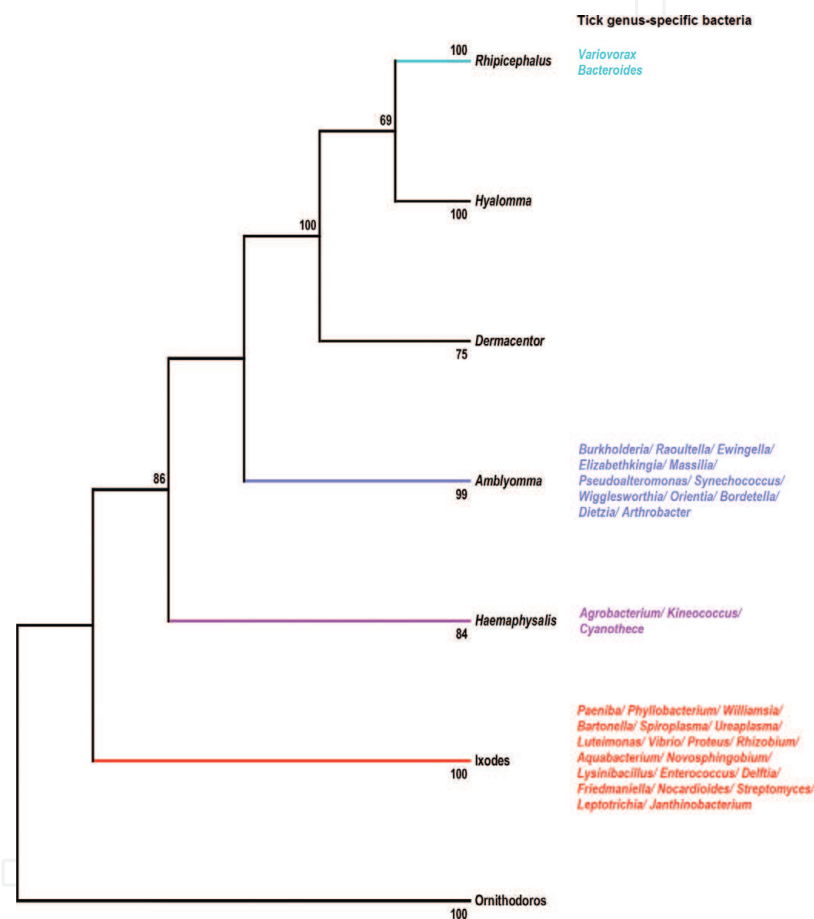 Tick genus-specific bacteria
100
Rhipicephalus
Variovorax
Bacteroides
69
Hyalomma
100
100
Dermacentor
75
Burkholderia/ Raoultella/ Ewingella/
Elizabethkingia/ Massilia/
Pseudoalteromonas/ Synechococcus/
Wigglesworthia/ Orientia/ Bordetella/
Dietzia/ Arthrobacter
Amblyomma
99
86
Agrobacterium/ Kineococcus/
Cyanothece
Haemaphysalis
84
Paeniba/ Phyllobacterium/ Williamsia/
Bartonella/ Spiroplasma/ Ureaplasma/
Luteimonas/ Vibrio/ Proteus/ Rhizobium/
Aquabacterium/ Novosphingobium/
Lysinibacillus/ Enterococcus/ Delftia/
Friedmaniella/ Nocardioides/ Streptomyces/
Leptotrichia/ Janthinobacterium
Ixodes
100
Ornithodoros
100